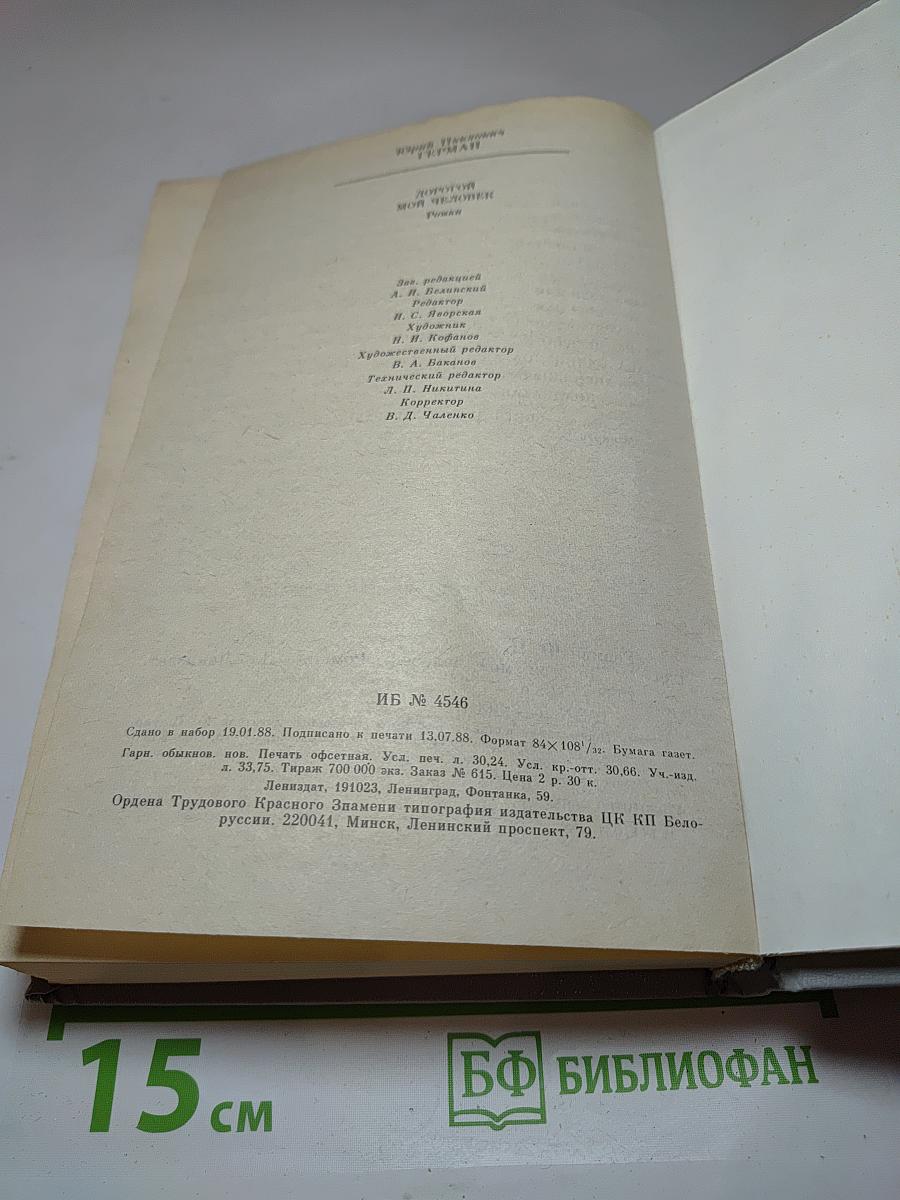 Юрий Павлович
ГЕРМАН
ДОРОГОЙ
МОЙ ЧЕЛОВЕК
Роман
Зав. редакцией
А. И. Белинский
Редактор
И. С. Яворская
Художник
Н. И. Кофанов
Художественный редактор
В. А. Баканов
Технический редактор
Л. П. Никитина
Корректор
В. Д. Чаленко
ИБ № 4546
Сдано в набор 19.01.88. Подписано к печати 13.07.88. Формат 84×108¹/₃₂. Бумага газет.
Гарн. обыкнов. нов. Печать офсетная. Усл. печ. л. 30,24. Усл. кр.-отт. 30,66. Уч.-изд.
л. 33,75. Тираж 700 000 экз. Заказ № 615. Цена 2 р. 30 к.
Лениздат, 191023, Ленинград, Фонтанка, 59.
Ордена Трудового Красного Знамени типография издательства ЦК КП Бело-
руссии. 220041, Минск, Ленинский проспект, 79.
15 см
БФ БИБЛИОФАН